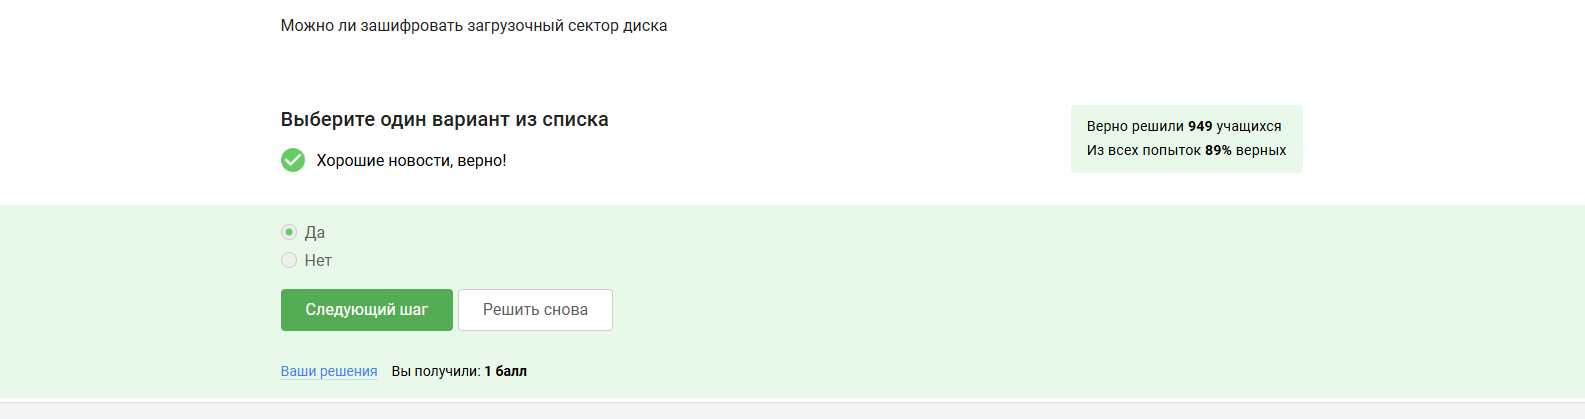 Можно ли зашифровать загрузочный сектор диска
Выберите один вариант из списка
Хорошие новости, верно!
Верно решили 949 учащихся
Из всех попыток 89% верных
Да
Нет
Следующий шаг
Решить снова
Ваши решения Вы получили: 1 балл